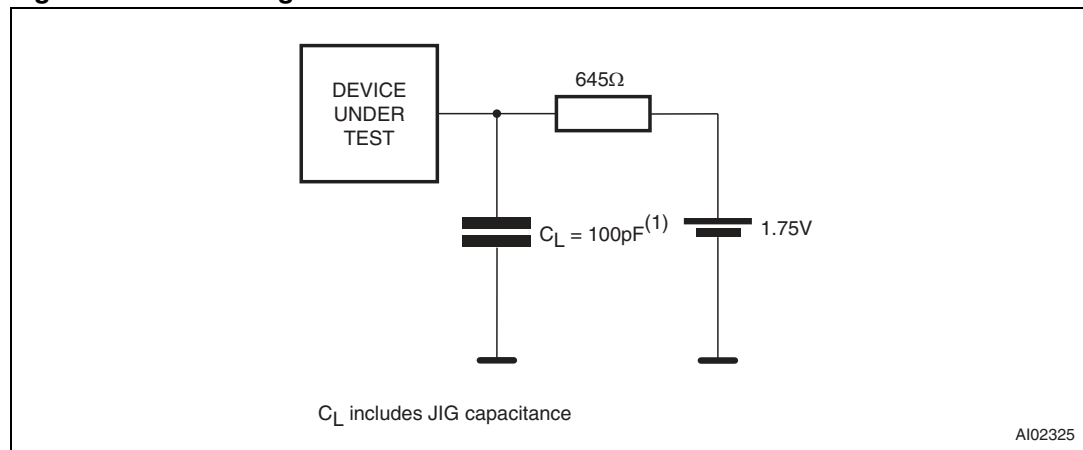 DEVICE
UNDER
TEST
645Ω
C_L = 100pF(1)
1.75V
C_L includes JIG capacitance
AI02325